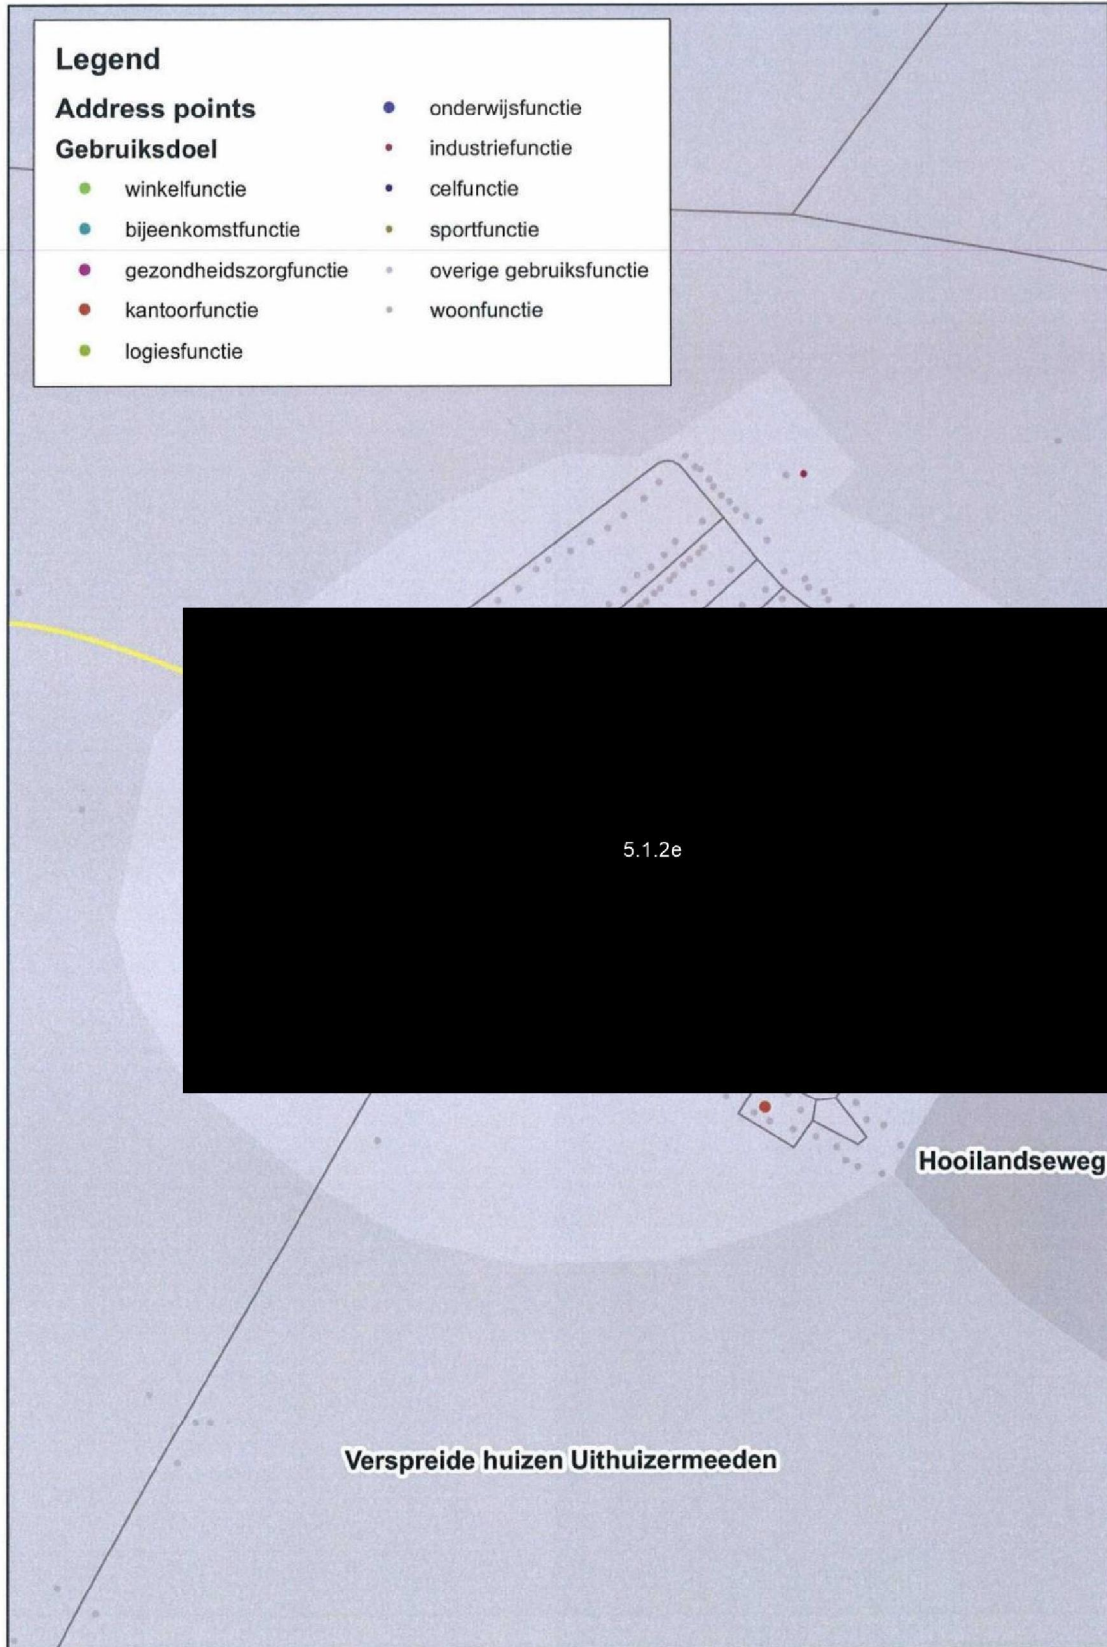 Legend
Address points
Gebruiksdoel
winkelfunctie
bijeenkomstfunctie
gezondheidszorgfunctie
kantoorfunctie
logiesfunctie
onderwijsfunctie
industriefunctie
celfunctie
sportfunctie
overige gebruiksfunctie
woonfunctie
5.1.2e
Hooilandseweg
Verspreide huizen Uithuizermeeden